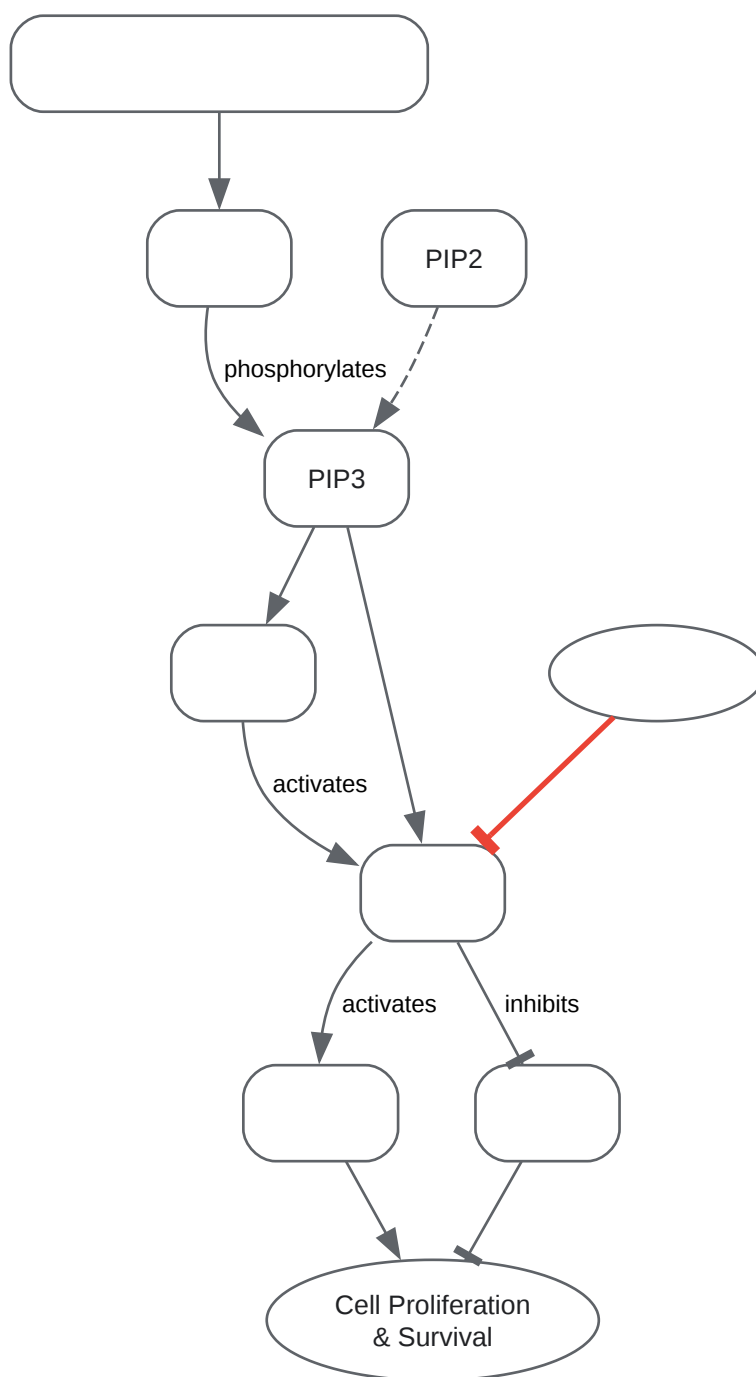 PIP2
phosphorylates
PIP3
activates
activates
inhibits
Cell Proliferation
& Survival